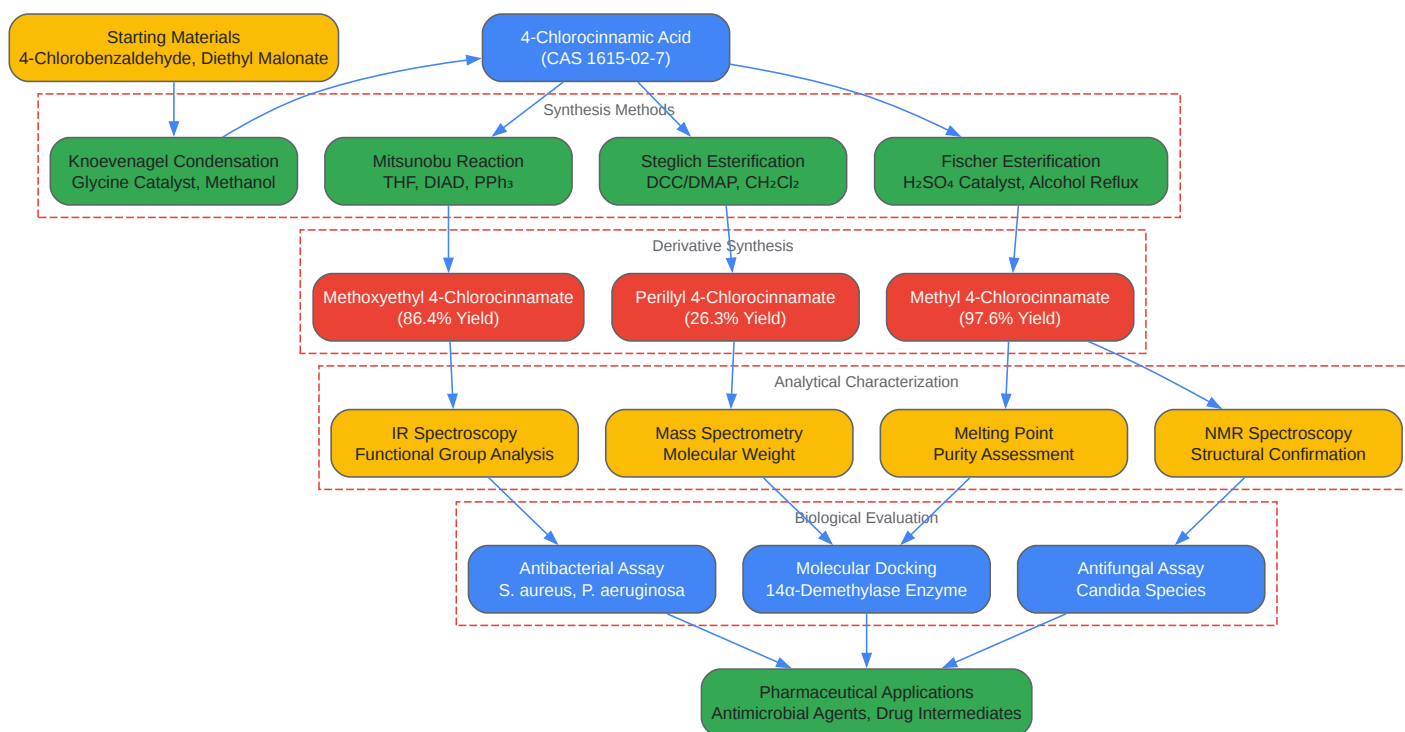 Starting Materials
4-Chlorobenzaldehyde, Diethyl Malonate
4-Chlorocinnamic Acid
(CAS 1615-02-7)
Synthesis Methods
Knoevenagel Condensation
Glycine Catalyst, Methanol
Mitsunobu Reaction
THF, DIAD, PPh₃
Steglich Esterification
DCC/DMAP, CH₂Cl₂
Fischer Esterification
H₂SO₄ Catalyst, Alcohol Reflux
Derivative Synthesis
Methoxyethyl 4-Chlorocinnamate
(86.4% Yield)
Perillyl 4-Chlorocinnamate
(26.3% Yield)
Methyl 4-Chlorocinnamate
(97.6% Yield)
Analytical Characterization
IR Spectroscopy
Functional Group Analysis
Mass Spectrometry
Molecular Weight
Melting Point
Purity Assessment
NMR Spectroscopy
Structural Confirmation
Biological Evaluation
Antibacterial Assay
S. aureus, P. aeruginosa
Molecular Docking
14α-Demethylase Enzyme
Antifungal Assay
Candida Species
Pharmaceutical Applications
Antimicrobial Agents, Drug Intermediates